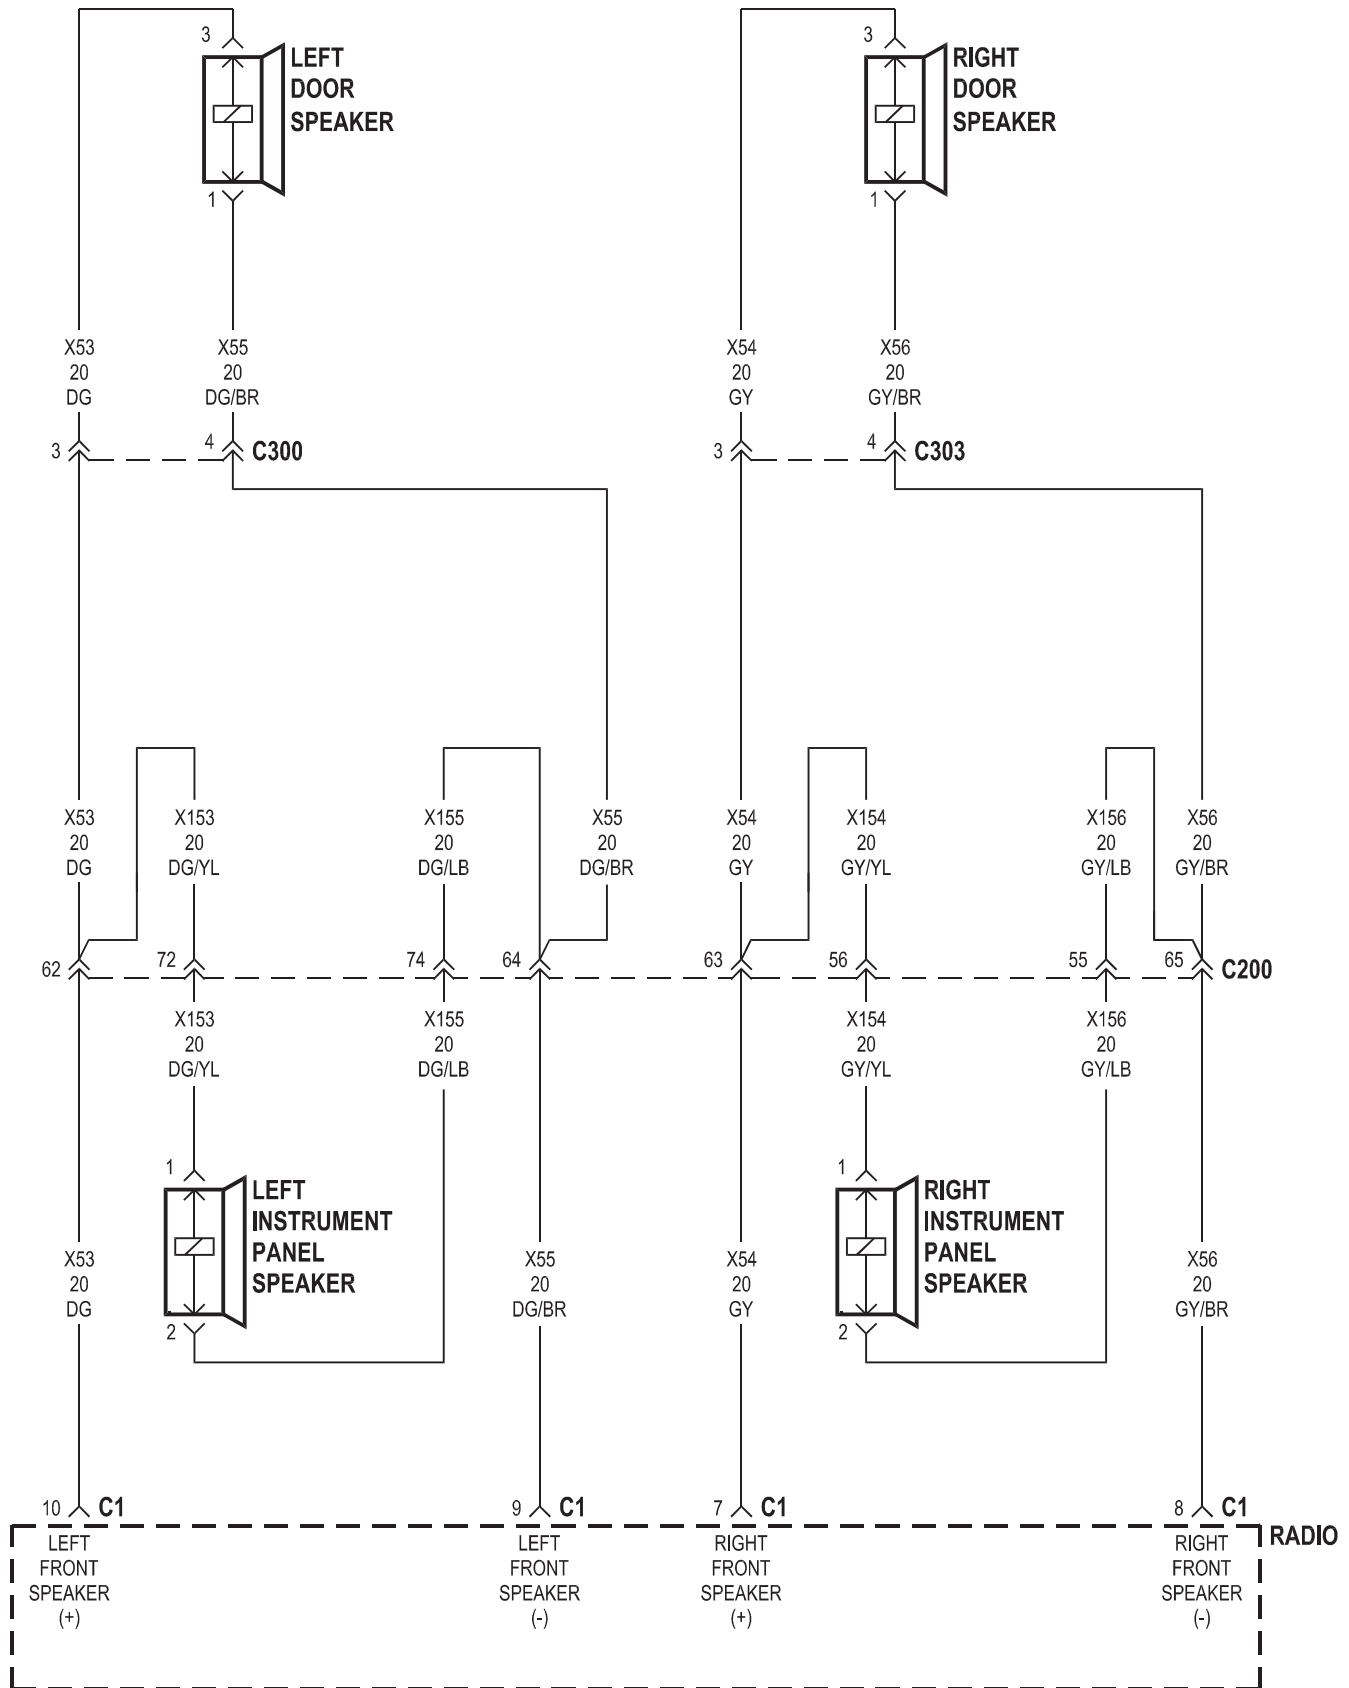 3
LEFT
DOOR
SPEAKER
1
3
RIGHT
DOOR
SPEAKER
1
X53
20
DG
X55
20
DG/BR
X54
20
GY
X56
20
GY/BR
3
4
C300
3
4
C303
X53
20
DG
X153
20
DG/YL
X155
20
DG/LB
X55
20
DG/BR
X54
20
GY
X154
20
GY/YL
X156
20
GY/LB
X56
20
GY/BR
62
72
74
64
63
56
55
65
C200
X153
20
DG/YL
X155
20
DG/LB
X154
20
GY/YL
X156
20
GY/LB
1
LEFT
INSTRUMENT
PANEL
SPEAKER
2
1
RIGHT
INSTRUMENT
PANEL
SPEAKER
2
X53
20
DG
X55
20
DG/BR
X54
20
GY
X56
20
GY/BR
10 C1
9 C1
7 C1
8 C1
RADIO
LEFT
FRONT
SPEAKER
(+)
LEFT
FRONT
SPEAKER
(-)
RIGHT
FRONT
SPEAKER
(+)
RIGHT
FRONT
SPEAKER
(-)